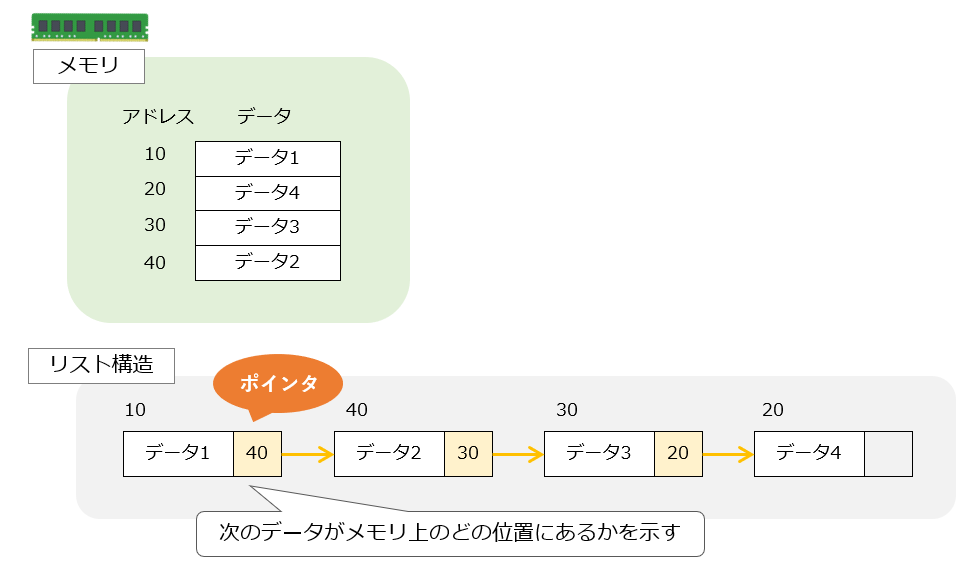 メモリ
アドレス データ
10 データ1
20 データ4
30 データ3
40 データ2
リスト構造
ポインタ
10 40 30 20
データ1 40 データ2 30 データ3 20 データ4
次のデータがメモリ上のどの位置にあるかを示す